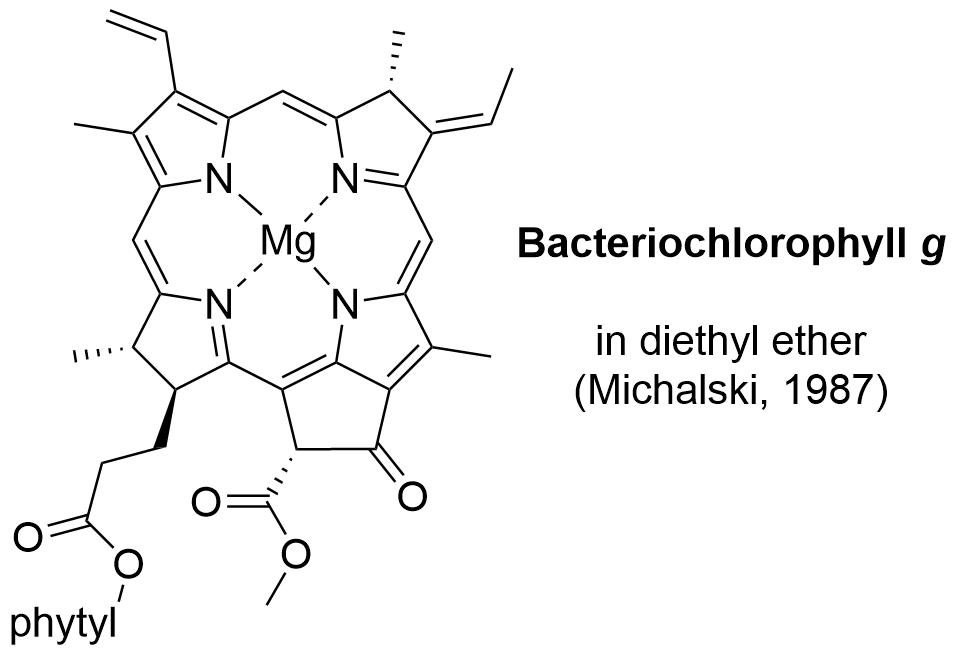 N
N
Mg
Bacteriochlorophyll g
N
N
in diethyl ether
(Michalski, 1987)
O
O
O
O
O
phytyl